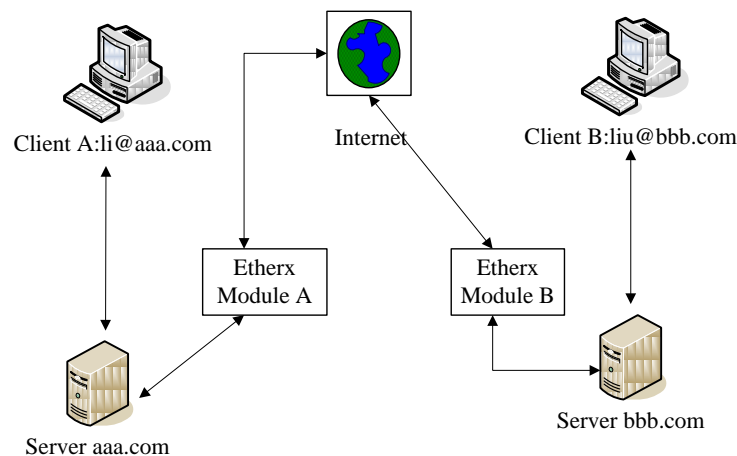 Internet
Client A:li@aaa.com
Client B:liu@bbb.com
Etherx
Module A
Etherx
Module B
Server aaa.com
Server bbb.com